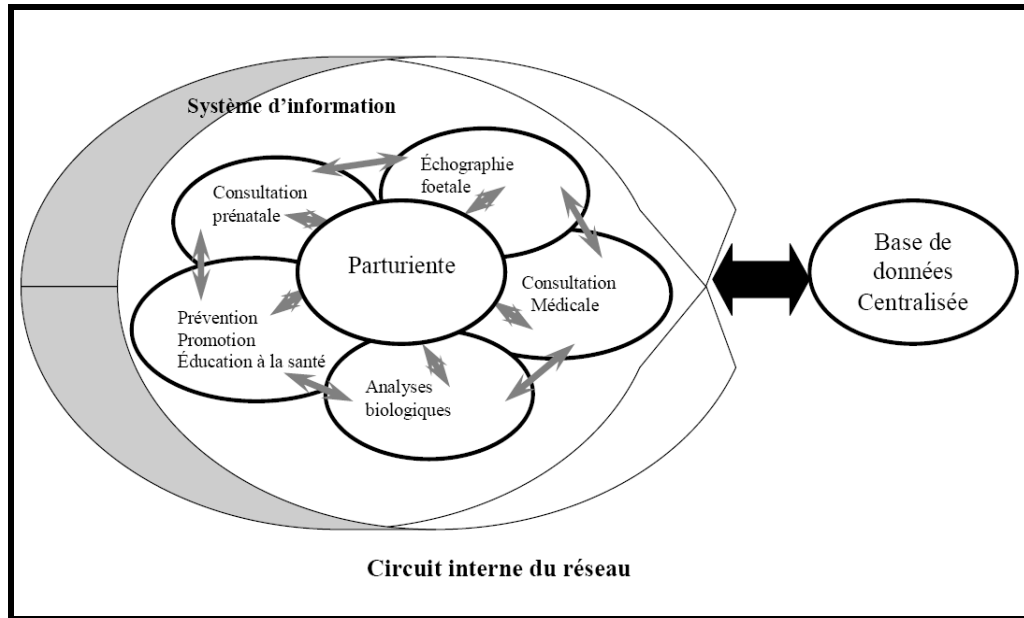 Système d'information
Échographie
foetale
Consultation
prénatale
Parturiente
Consultation
Médicale
Prévention
Promotion
Éducation à la santé
Analyses
biologiques
Base de
données
Centralisée
Circuit interne du réseau